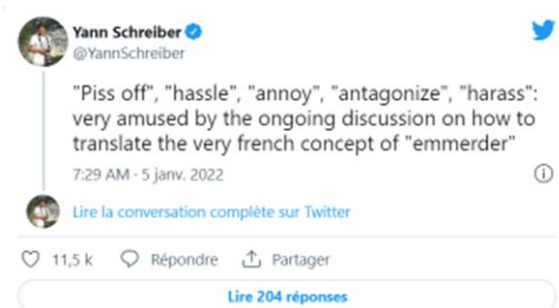 Yann Schreiber
@YannSchreiber
"Piss off", "hassle", "annoy", "antagonize", "harass":
very amused by the ongoing discussion on how to
translate the very french concept of "emmerder"
7:29 AM · 5 janv. 2022
Lire la conversation complète sur Twitter
11,5 k Répondre Partager
Lire 204 réponses